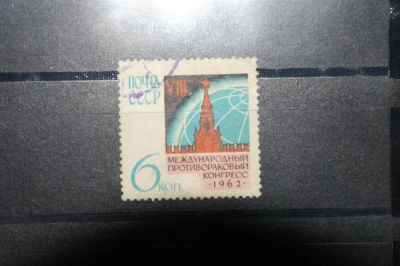 ПОЧТА
СССР
VIII
МЕЖДУНАРОДНЫЙ
ПРОТИВОРАКОВЫЙ
КОНГРЕСС
·1962·
6 КОП.